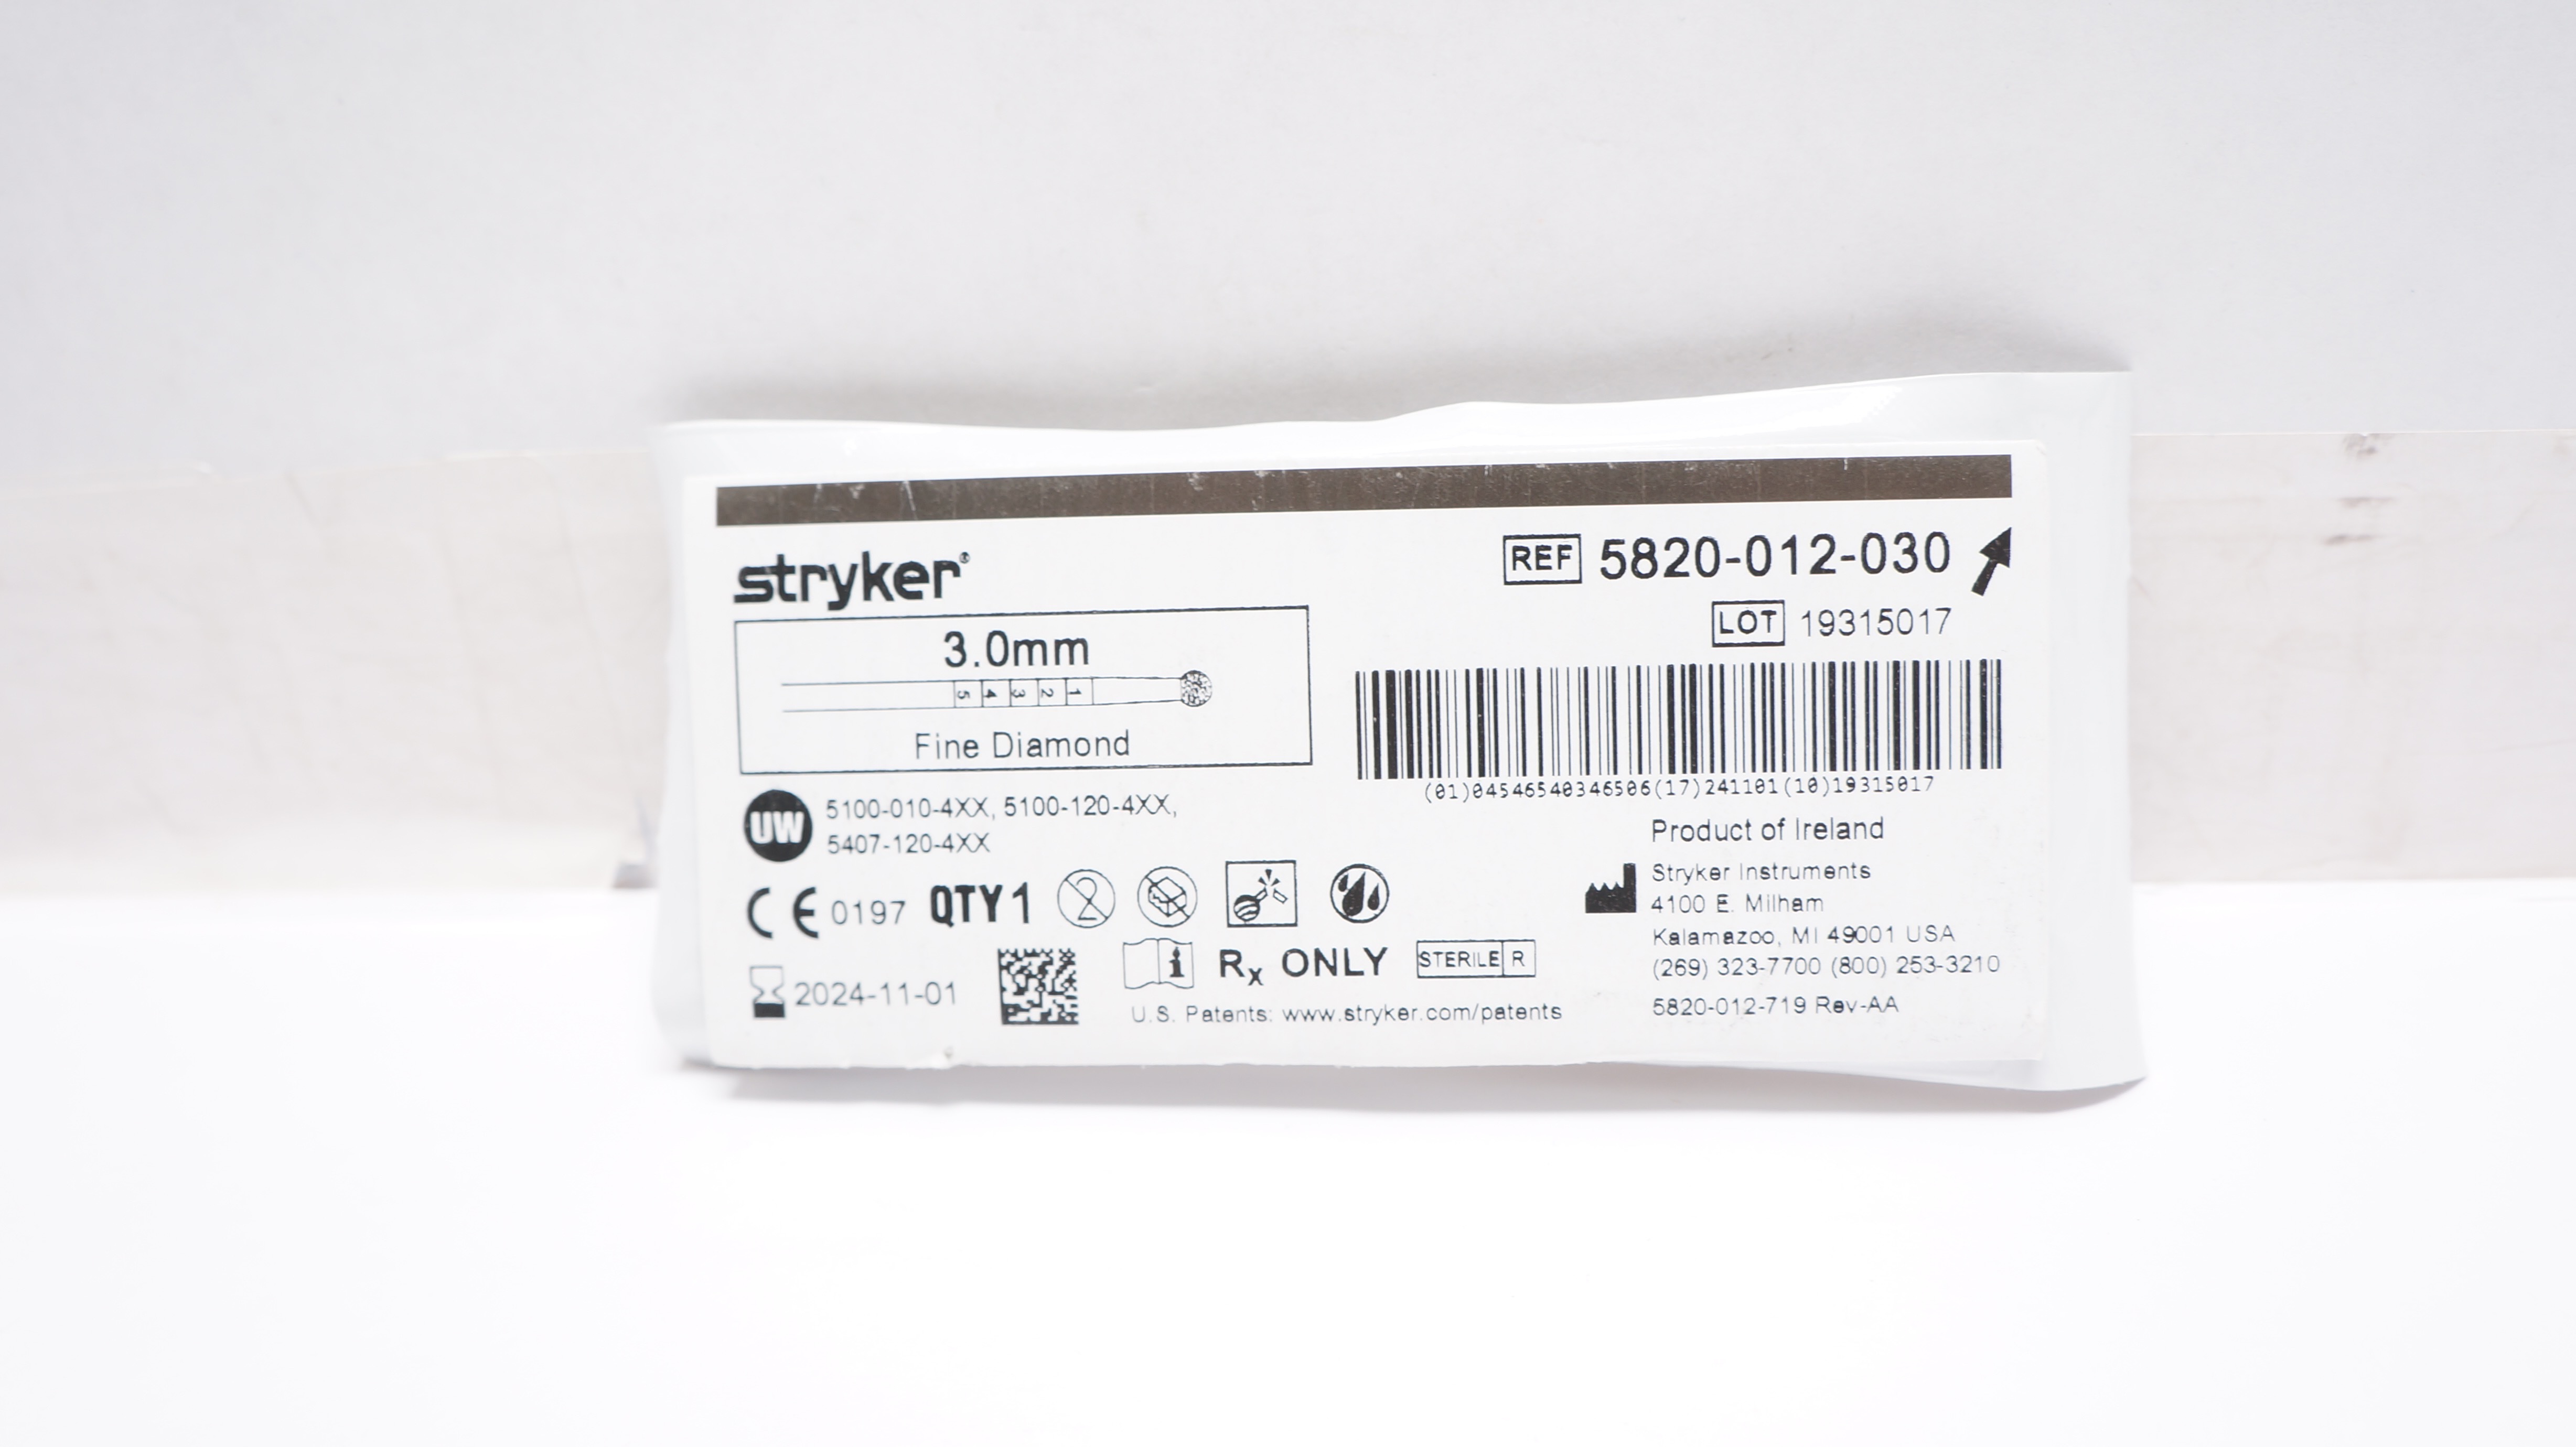 stryker®
REF 5820-012-030
LOT 19315017
3.0mm
5 4 3 2 1
Fine Diamond
(01)04546540346506(17)241101(10)19315017
UW 5100-010-4XX, 5100-120-4XX,
5407-120-4XX
CE 0197 QTY 1 2
2024-11-01
i Rx ONLY STERILE R
U.S. Patents: www.stryker.com/patents
Product of Ireland
Stryker Instruments
4100 E. Milham
Kalamazoo, MI 49001 USA
(269) 323-7700 (800) 253-3210
5820-012-719 Rev-AA